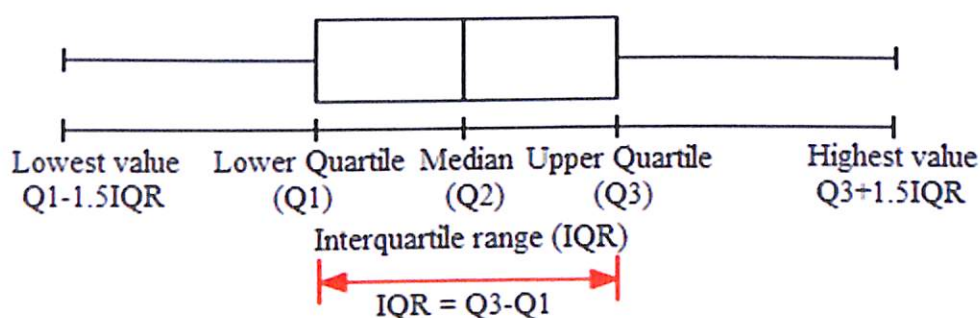 Lowest value Lower Quartile Median Upper Quartile Highest value
Q1-1.5IQR (Q1) (Q2) (Q3) Q3+1.5IQR
Interquartile range (IQR)
IQR = Q3-Q1